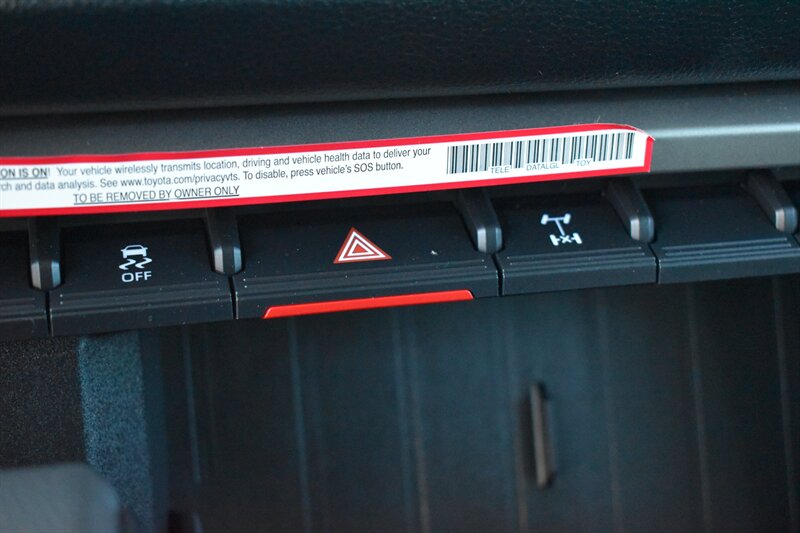 ON IS ON! Your vehicle wirelessly transmits location, driving and vehicle health data to deliver your
rch and data analysis. See www.toyota.com/privacyvts. To disable, press vehicle's SOS button.
TO BE REMOVED BY OWNER ONLY
TELE DATALGL TOY
OFF